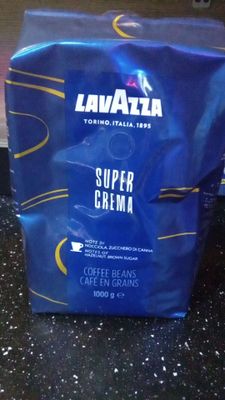 LAVAZZA
TORINO, ITALIA, 1895
SUPER
CREMA
NOTE DI
NOCCIOLA, ZUCCHERO DI CANNA
NOTES OF
HAZELNUT, BROWN SUGAR
COFFEE BEANS
CAFÉ EN GRAINS
1000 g ℮